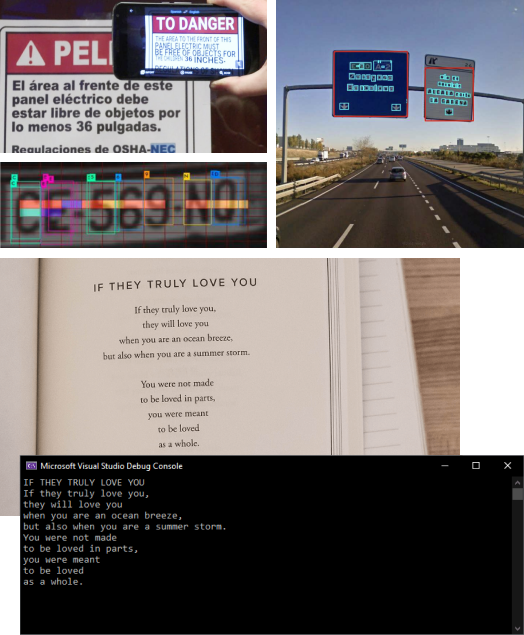 PELI
El área al frente de este
panel eléctrico debe
estar libre de objetos por
lo menos 36 pulgadas.
Regulaciones de OSHA-NEC
Spanish
English
TO DANGER
THE AREA TO THE FRONT OF THIS
PANEL ELECTRIC MUST
BE FREE OF OBJECTS FOR
THE CHILDREN 36 INCHES.
CE-569-NQ
IF THEY TRULY LOVE YOU
If they truly love you,
they will love you
when you are an ocean breeze,
but also when you are a summer storm.
You were not made
to be loved in parts,
you were meant
to be loved
as a whole.
Microsoft Visual Studio Debug Console
IF THEY TRULY LOVE YOU
If they truly love you,
they will love you
when you are an ocean breeze,
but also when you are a summer storm.
You were not made
to be loved in parts,
you were meant
to be loved
as a whole.